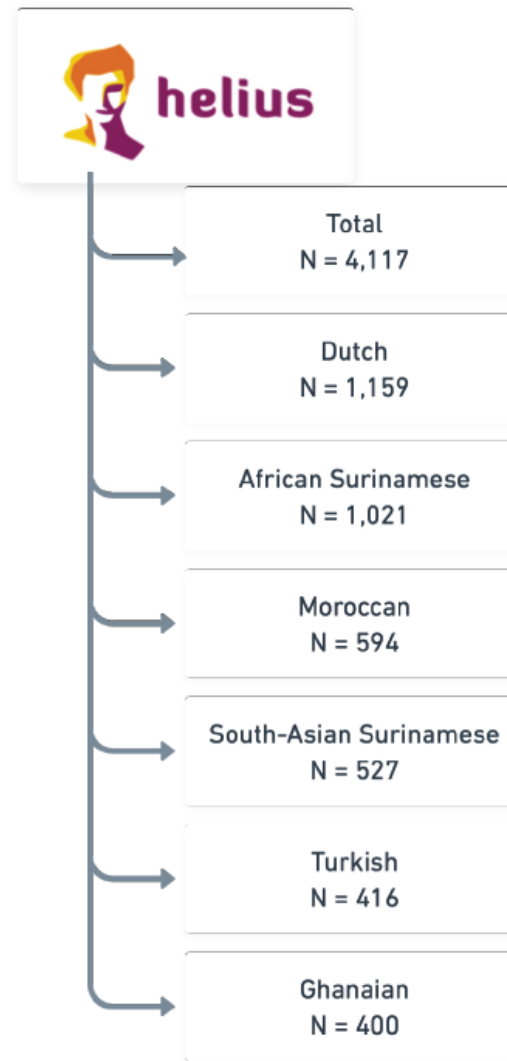 helius
Total
N = 4,117
Dutch
N = 1,159
African Surinamese
N = 1,021
Moroccan
N = 594
South-Asian Surinamese
N = 527
Turkish
N = 416
Ghanaian
N = 400